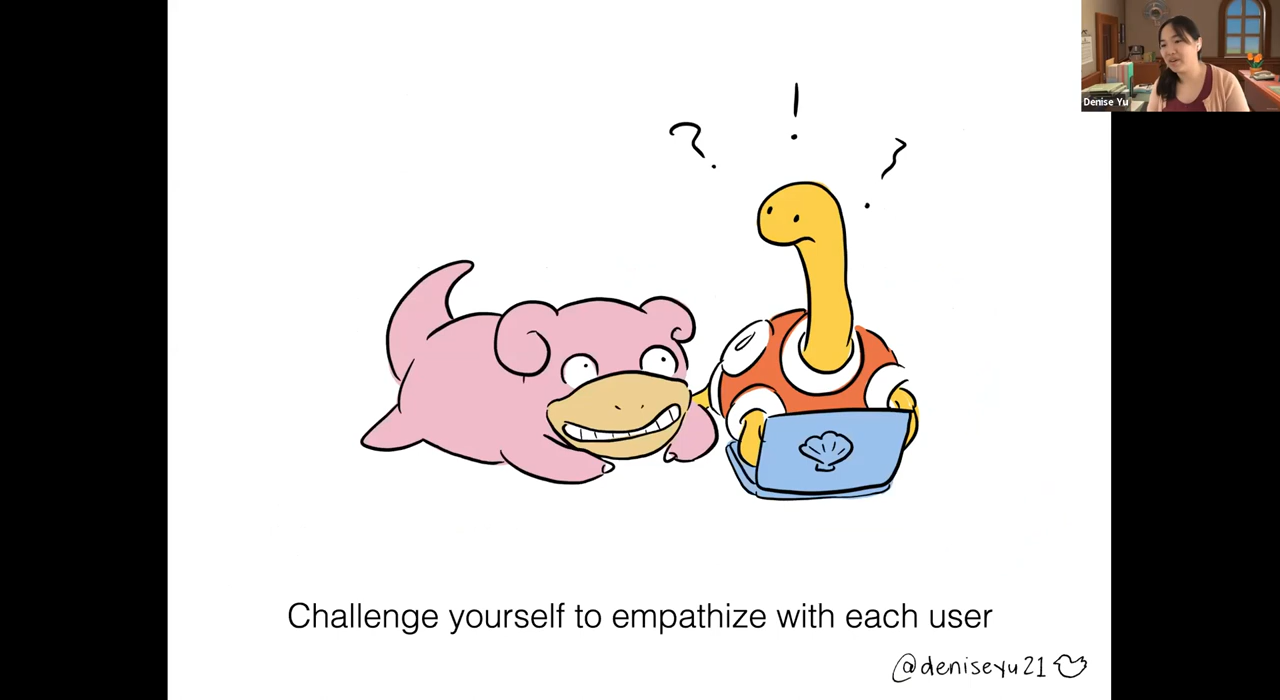 Denise Yu
? ! ?
Challenge yourself to empathize with each user
@deniseyu21